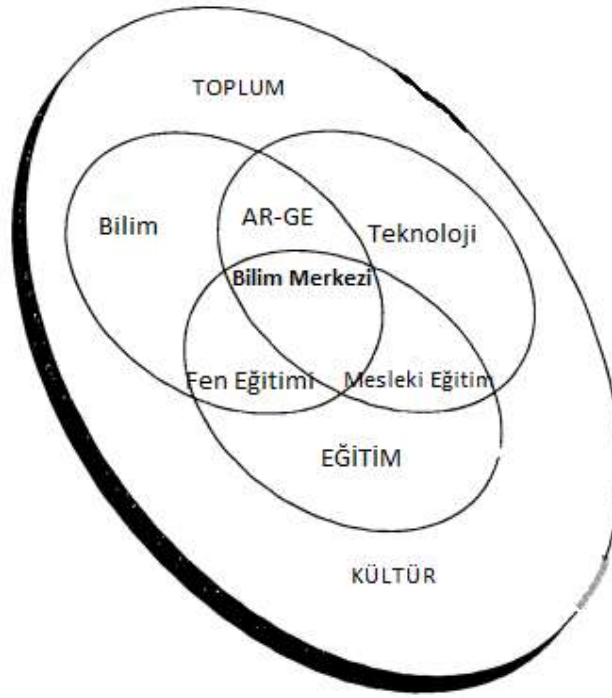 TOPLUM
Bilim
AR-GE
Teknoloji
Bilim Merkezi
Fen Eğitimi
Mesleki Eğitim
EĞİTİM
KÜLTÜR